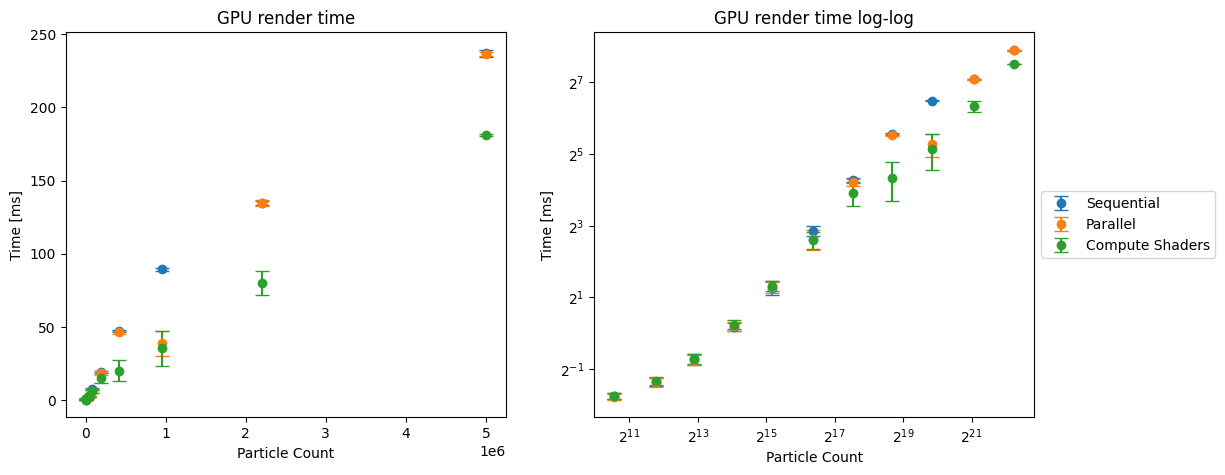 GPU render time
Time [ms]
250
200
150
100
50
0
0 1 2 3 4 5
1e6
Particle Count
GPU render time log-log
Time [ms]
2^7
2^5
2^3
2^1
2^−1
2^11 2^13 2^15 2^17 2^19 2^21
Particle Count
Sequential
Parallel
Compute Shaders